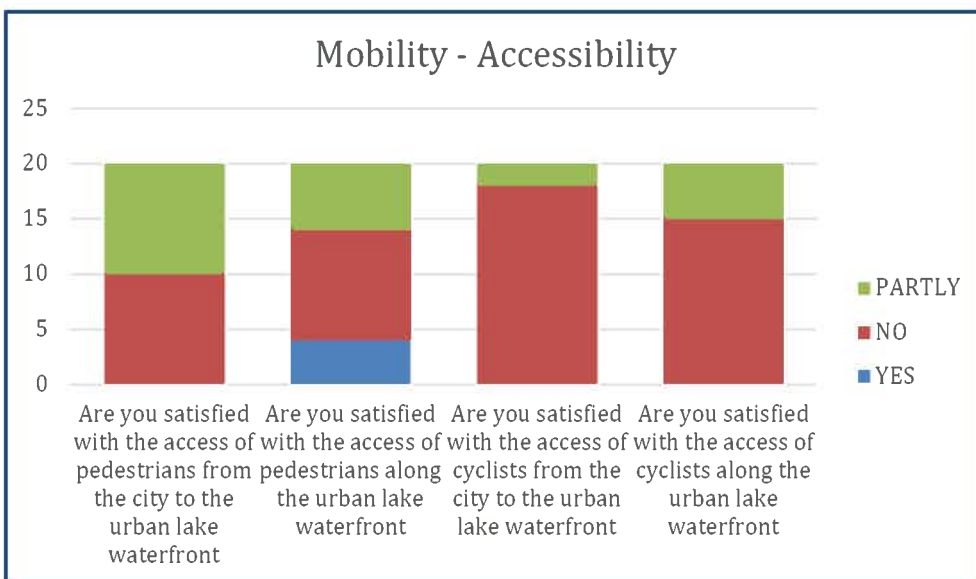 Mobility - Accessibility
25
20
15
10
5
0
PARTLY
NO
YES
Are you satisfied
with the access of
pedestrians from
the city to the
urban lake
waterfront
Are you satisfied
with the access of
pedestrians along
the urban lake
waterfront
Are you satisfied
with the access of
cyclists from the
city to the urban
lake waterfront
Are you satisfied
with the access of
cyclists along the
urban lake
waterfront